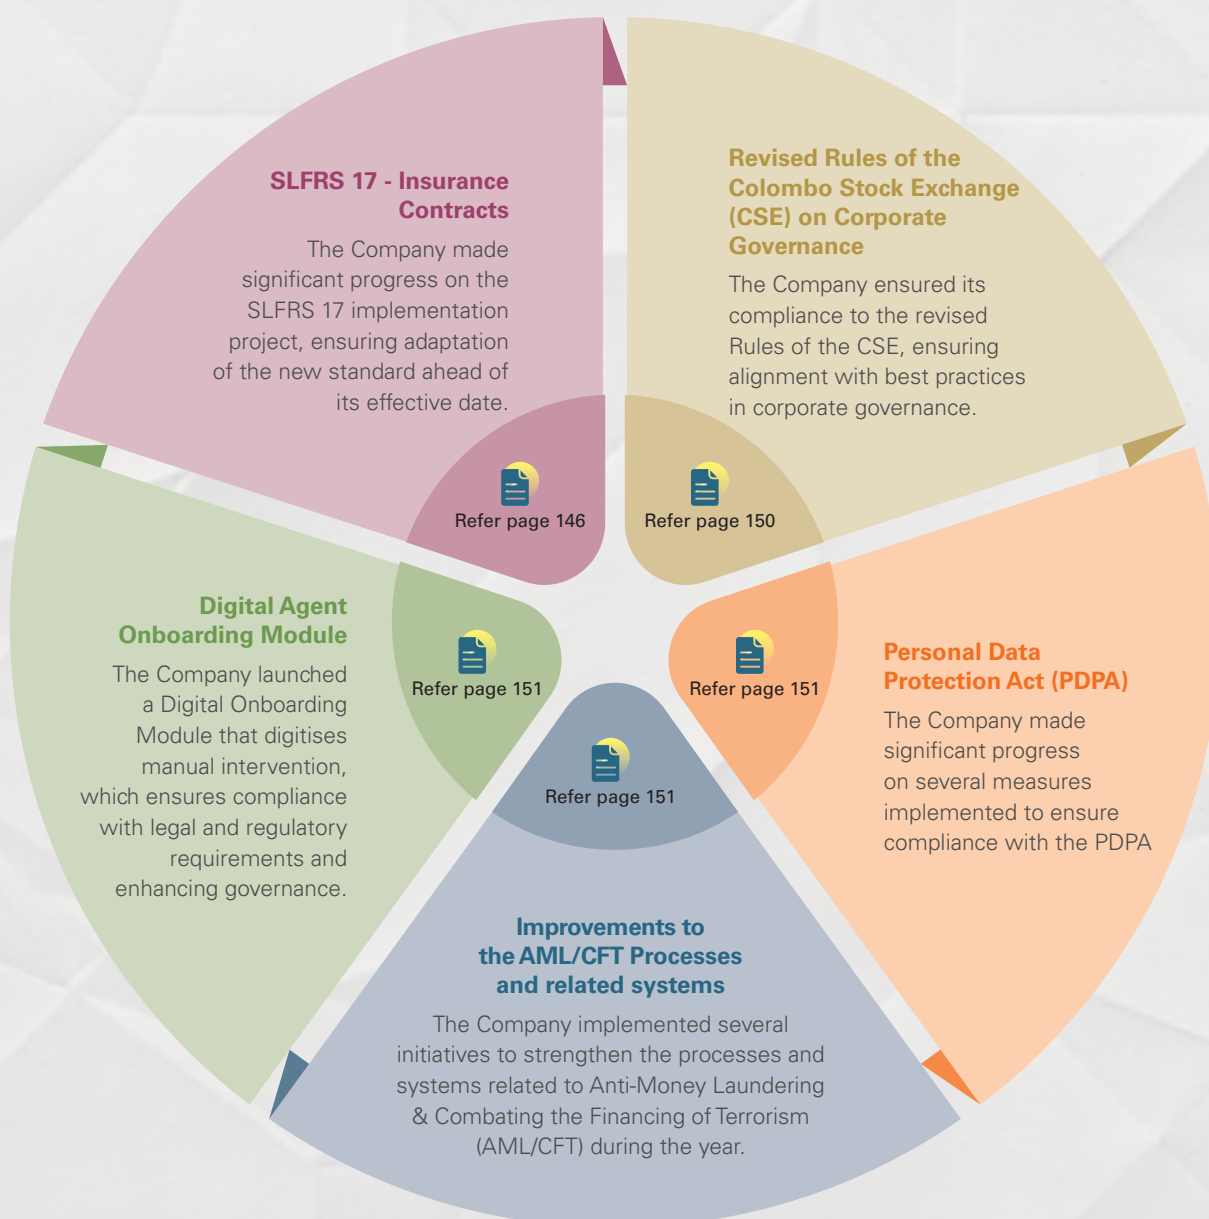 SLFRS 17 - Insurance
Contracts
The Company made
significant progress on the
SLFRS 17 implementation
project, ensuring adaptation
of the new standard ahead of
its effective date.
Refer page 146
Revised Rules of the
Colombo Stock Exchange
(CSE) on Corporate
Governance
The Company ensured its
compliance to the revised
Rules of the CSE, ensuring
alignment with best practices
in corporate governance.
Refer page 150
Digital Agent
Onboarding Module
The Company launched
a Digital Onboarding
Module that digitises
manual intervention,
which ensures compliance
with legal and regulatory
requirements and
enhancing governance.
Refer page 151
Personal Data
Protection Act (PDPA)
The Company made
significant progress
on several measures
implemented to ensure
compliance with the PDPA
Refer page 151
Refer page 151
Improvements to
the AML/CFT Processes
and related systems
The Company implemented several
initiatives to strengthen the processes and
systems related to Anti-Money Laundering
& Combating the Financing of Terrorism
(AML/CFT) during the year.